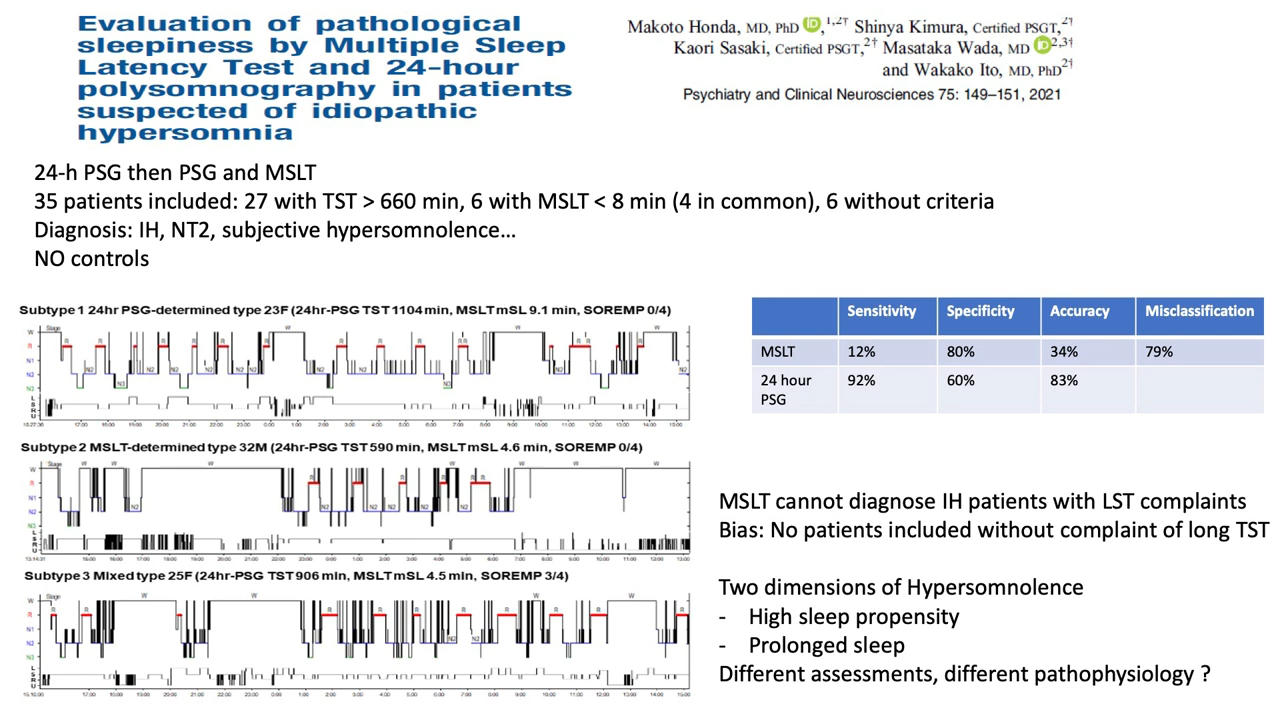 Evaluation of pathological
sleepiness by Multiple Sleep
Latency Test and 24-hour
polysomnography in patients
suspected of idiopathic
hypersomnia
Makoto Honda, MD, PhD iD ,1,2† Shinya Kimura, Certified PSGT,2†
Kaori Sasaki, Certified PSGT,2† Masataka Wada, MD iD 2,3†
and Wakako Ito, MD, PhD2†
Psychiatry and Clinical Neurosciences 75: 149–151, 2021
24-h PSG then PSG and MSLT
35 patients included: 27 with TST > 660 min, 6 with MSLT < 8 min (4 in common), 6 without criteria
Diagnosis: IH, NT2, subjective hypersomnolence…
NO controls
Subtype 1 24hr PSG-determined type 23F (24hr-PSG TST 1104 min, MSLT mSL 9.1 min, SOREMP 0/4)
Subtype 2 MSLT-determined type 32M (24hr-PSG TST 590 min, MSLT mSL 4.6 min, SOREMP 0/4)
Subtype 3 Mixed type 25F (24hr-PSG TST 906 min, MSLT mSL 4.5 min, SOREMP 3/4)
Sensitivity Specificity Accuracy Misclassification
MSLT 12% 80% 34% 79%
24 hour PSG 92% 60% 83%
MSLT cannot diagnose IH patients with LST complaints
Bias: No patients included without complaint of long TST
Two dimensions of Hypersomnolence
- High sleep propensity
- Prolonged sleep
Different assessments, different pathophysiology ?